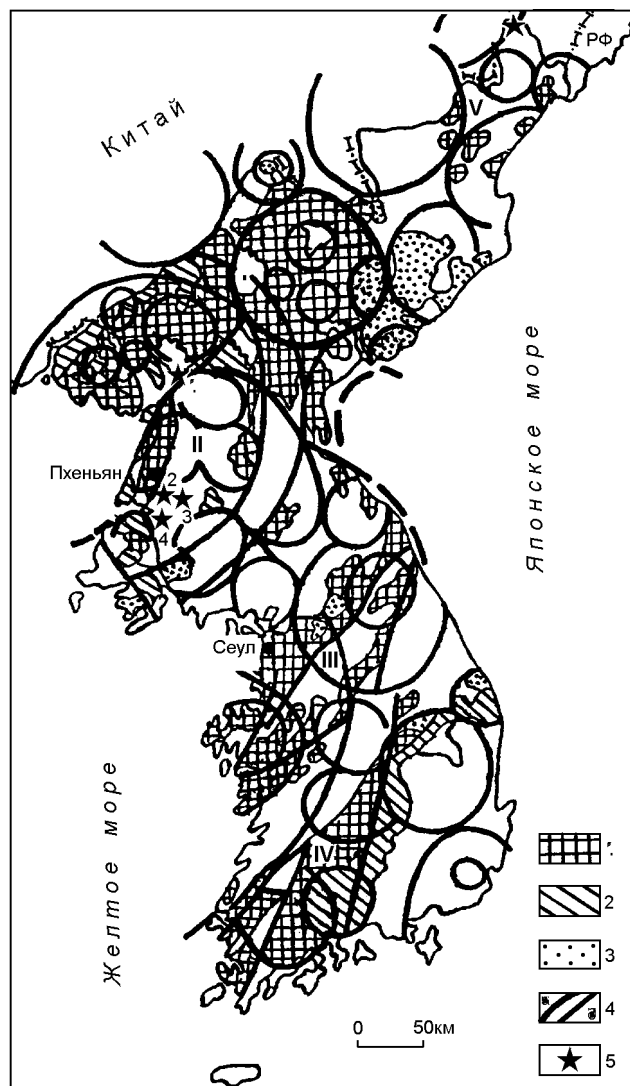 РФ
Китай
V
II
Пхеньян
2
3
4
Японское море
Сеул
III
IV
Желтое море
2
3
4
5
0 50км